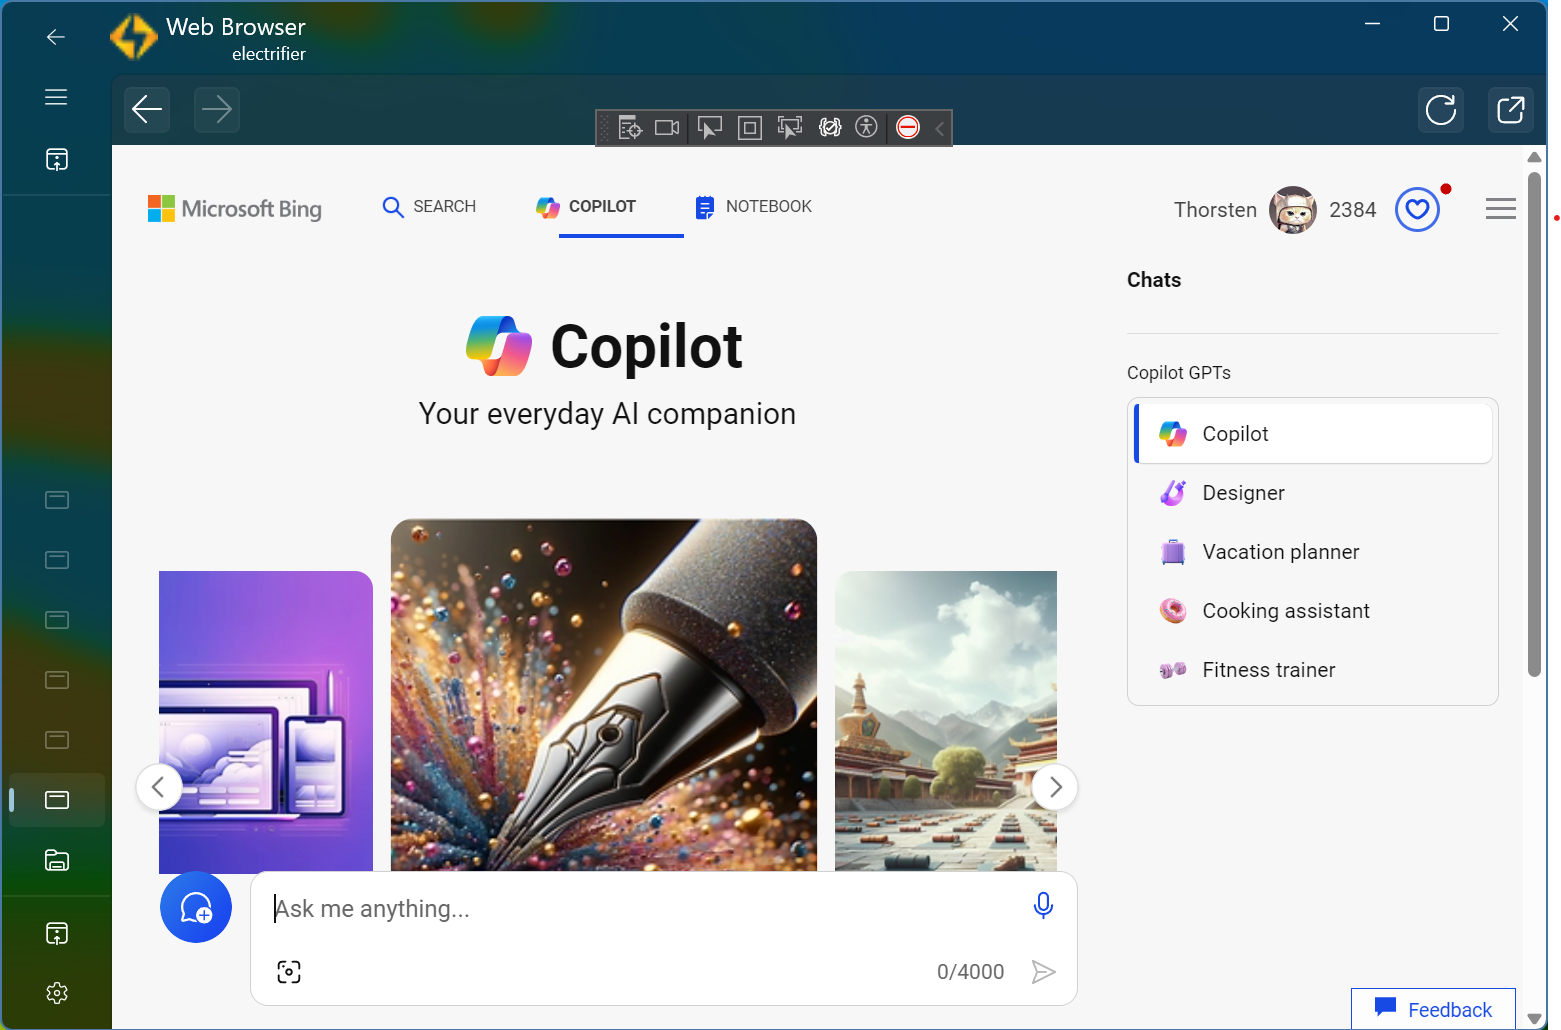 Web Browser
electrifier
Microsoft Bing
SEARCH
COPILOT
NOTEBOOK
Thorsten
2384
Chats
Copilot
Your everyday AI companion
Copilot GPTs
Copilot
Designer
Vacation planner
Cooking assistant
Fitness trainer
Ask me anything...
0/4000
Feedback